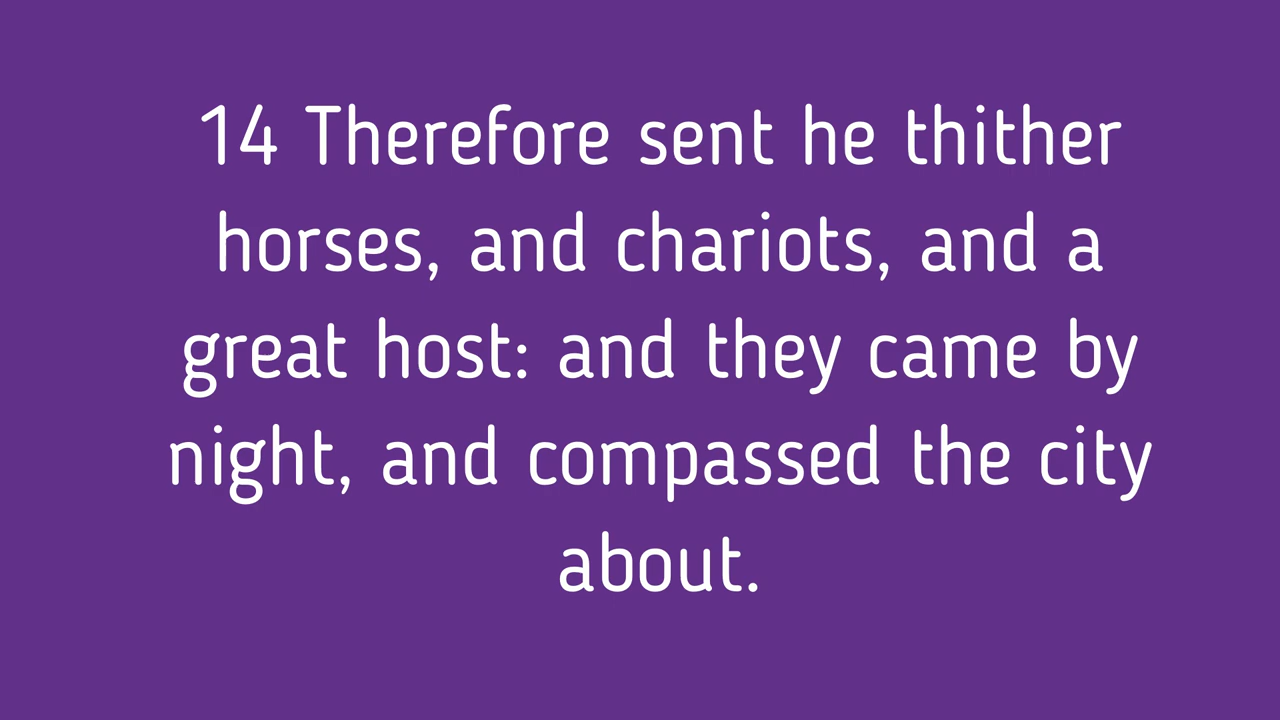 14 Therefore sent he thither
horses, and chariots, and a
great host: and they came by
night, and compassed the city
about.